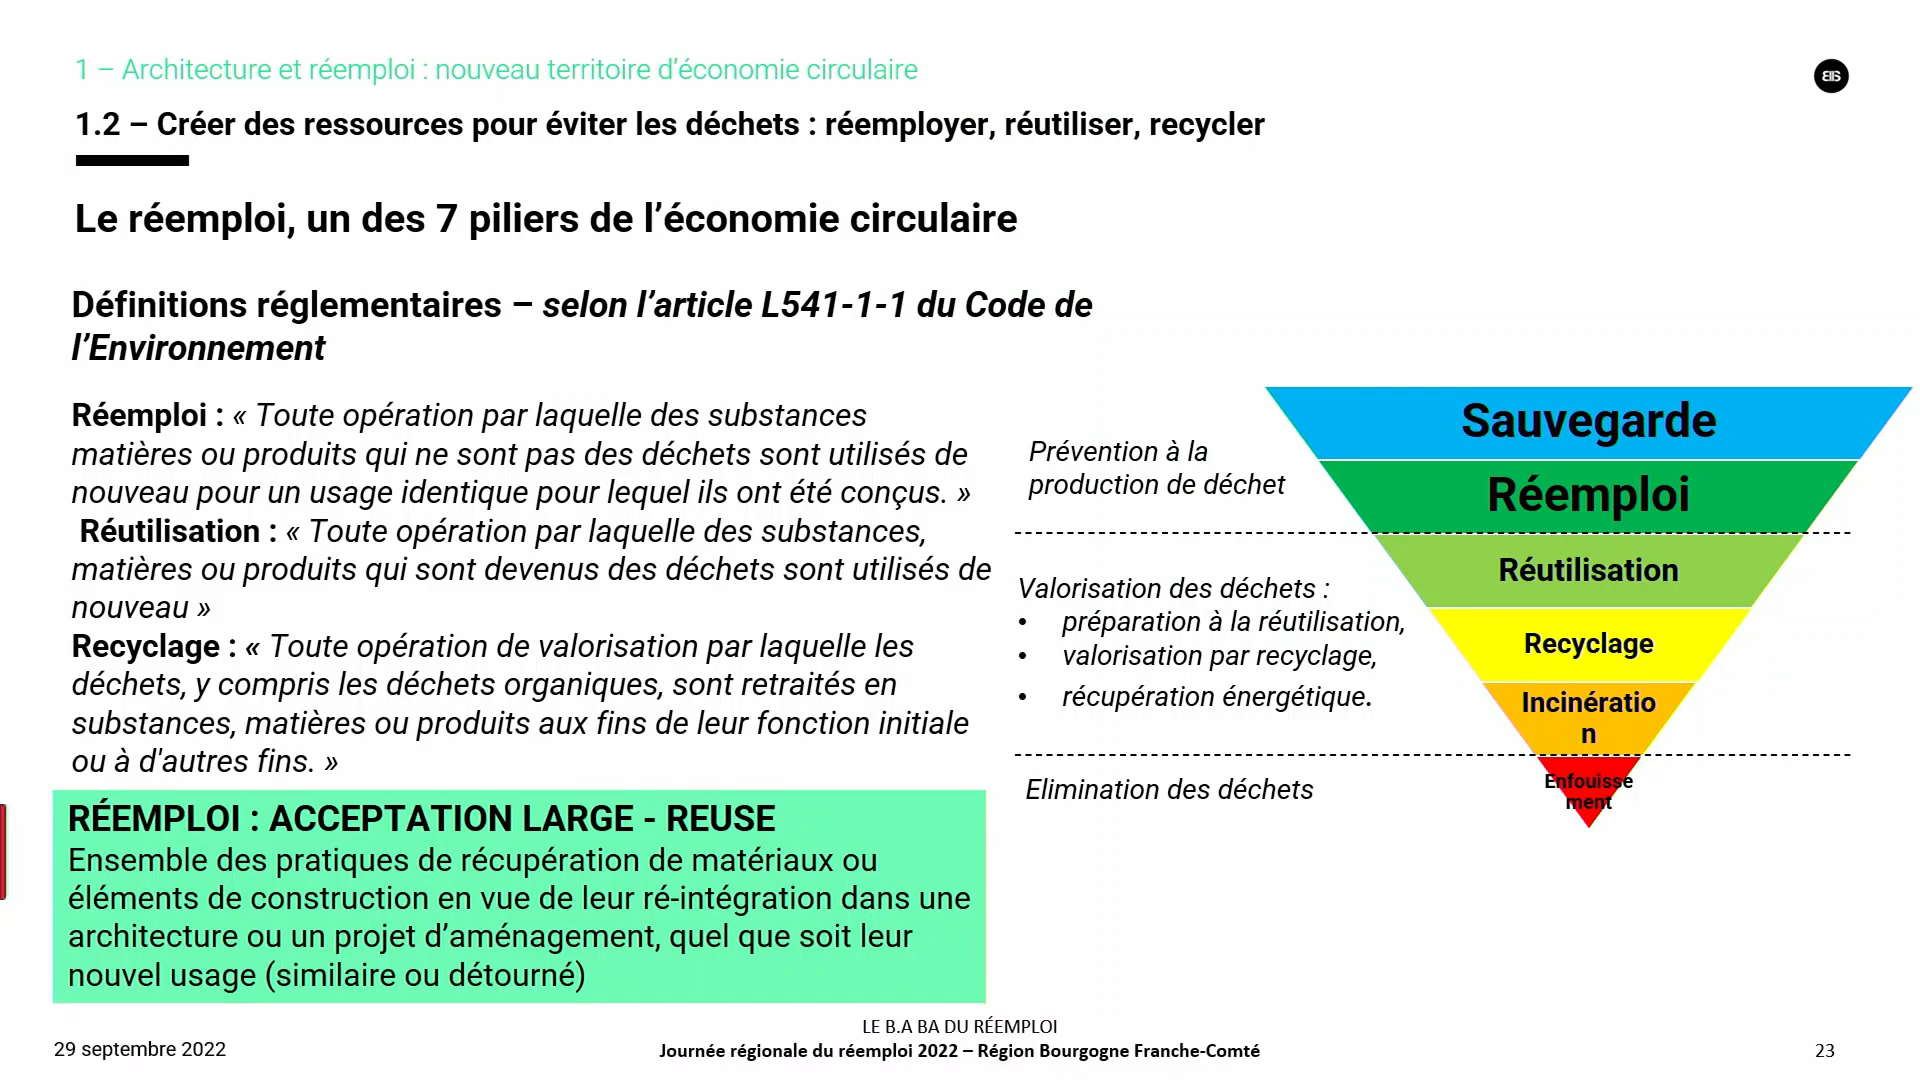 1 – Architecture et réemploi : nouveau territoire d’économie circulaire
1.2 – Créer des ressources pour éviter les déchets : réemployer, réutiliser, recycler
Le réemploi, un des 7 piliers de l’économie circulaire
Définitions réglementaires – selon l’article L541-1-1 du Code de
l’Environnement
Réemploi : « Toute opération par laquelle des substances
matières ou produits qui ne sont pas des déchets sont utilisés de
nouveau pour un usage identique pour lequel ils ont été conçus. »
Réutilisation : « Toute opération par laquelle des substances,
matières ou produits qui sont devenus des déchets sont utilisés de
nouveau »
Recyclage : « Toute opération de valorisation par laquelle les
déchets, y compris les déchets organiques, sont retraités en
substances, matières ou produits aux fins de leur fonction initiale
ou à d'autres fins. »
RÉEMPLOI : ACCEPTATION LARGE - REUSE
Ensemble des pratiques de récupération de matériaux ou
éléments de construction en vue de leur ré-intégration dans une
architecture ou un projet d’aménagement, quel que soit leur
nouvel usage (similaire ou détourné)
Prévention à la
production de déchet
Valorisation des déchets :
• préparation à la réutilisation,
• valorisation par recyclage,
• récupération énergétique.
Elimination des déchets
Sauvegarde
Réemploi
Réutilisation
Recyclage
Incinératio
n
Enfouisse
ment
29 septembre 2022
LE B.A BA DU RÉEMPLOI
Journée régionale du réemploi 2022 – Région Bourgogne Franche-Comté
23